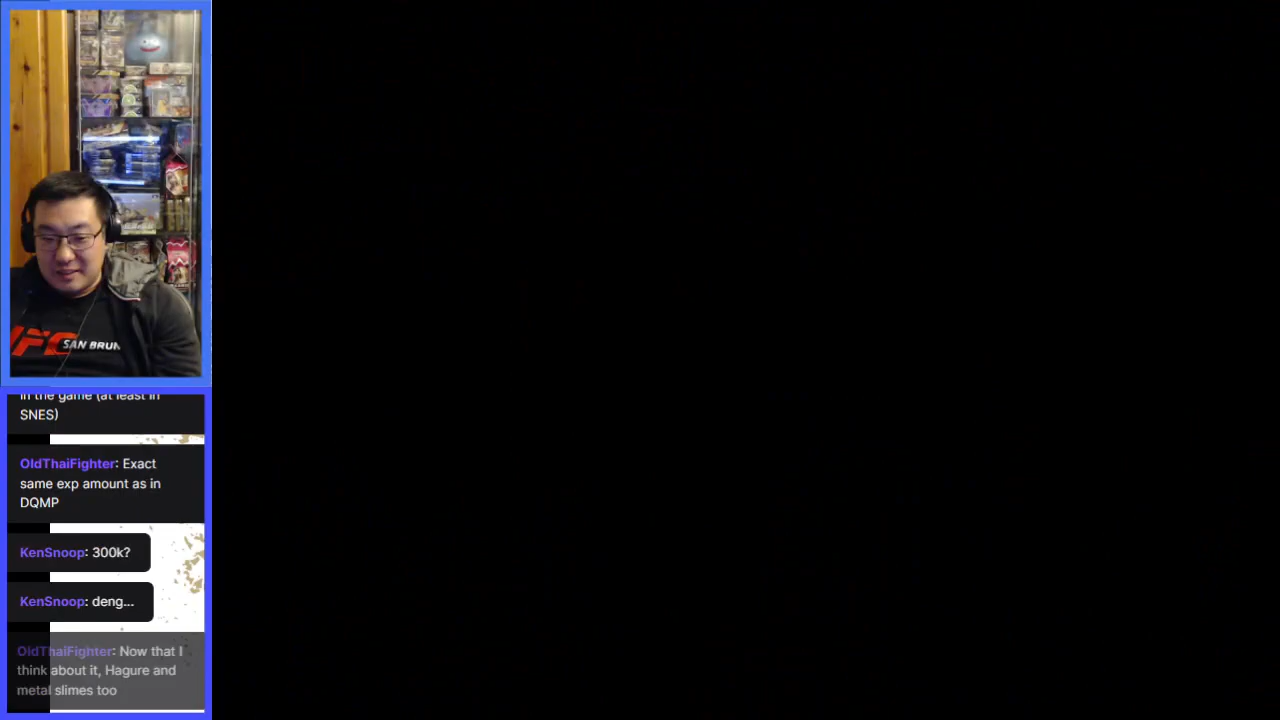 UFC SAN BRUN
in the game (at least in
SNES)
OldThaiFighter: Exact
same exp amount as in
DQMP
KenSnoop: 300k?
KenSnoop: deng...
OldThaiFighter: Now that I
think about it, Hagure and
metal slimes too